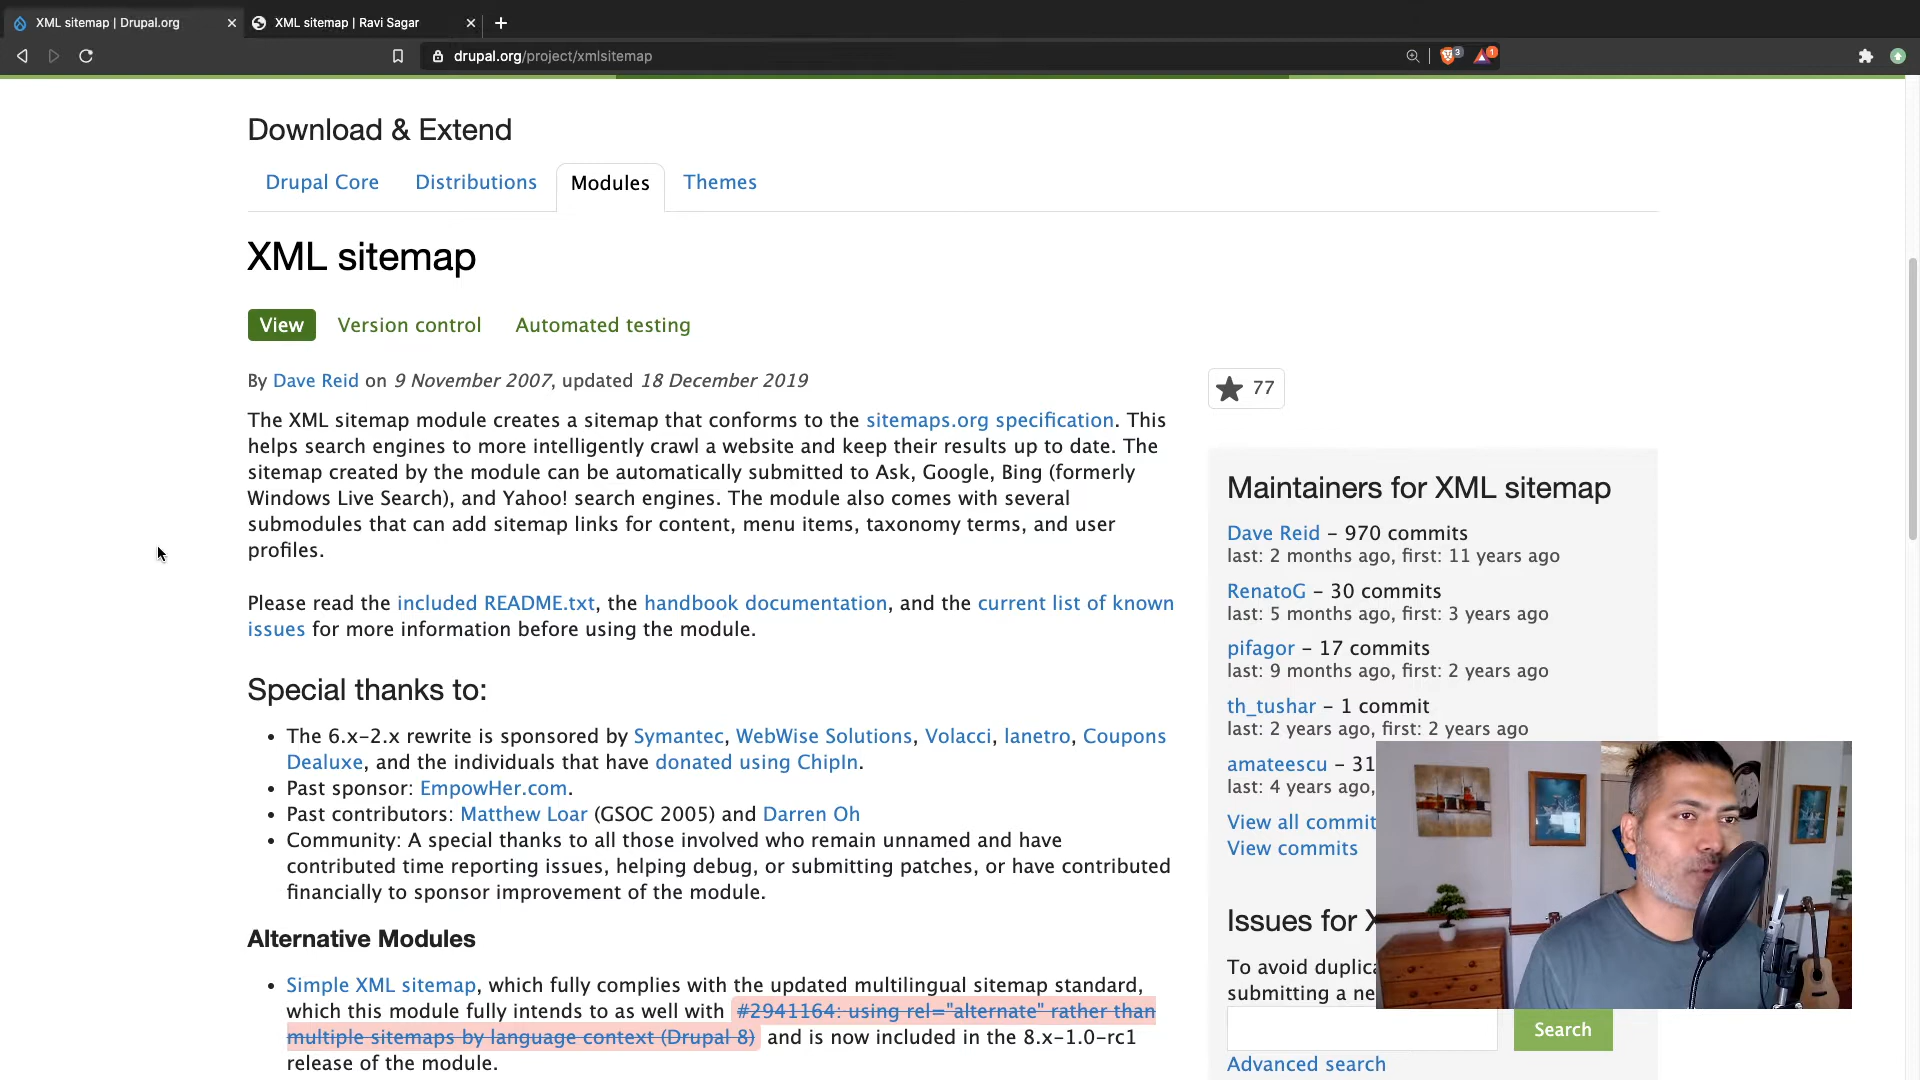 XML sitemap | Drupal.org
XML sitemap | Ravi Sagar
drupal.org/project/xmlsitemap
3
1
Download & Extend
Drupal Core
Distributions
Modules
Themes
XML sitemap
View
Version control
Automated testing
By Dave Reid on 9 November 2007, updated 18 December 2019
The XML sitemap module creates a sitemap that conforms to the sitemaps.org specification. This
helps search engines to more intelligently crawl a website and keep their results up to date. The
sitemap created by the module can be automatically submitted to Ask, Google, Bing (formerly
Windows Live Search), and Yahoo! search engines. The module also comes with several
submodules that can add sitemap links for content, menu items, taxonomy terms, and user
profiles.
Please read the included README.txt, the handbook documentation, and the current list of known
issues for more information before using the module.
Special thanks to:
• The 6.x-2.x rewrite is sponsored by Symantec, WebWise Solutions, Volacci, lanetro, Coupons
Dealuxe, and the individuals that have donated using ChipIn.
• Past sponsor: EmpowHer.com.
• Past contributors: Matthew Loar (GSOC 2005) and Darren Oh
• Community: A special thanks to all those involved who remain unnamed and have
contributed time reporting issues, helping debug, or submitting patches, or have contributed
financially to sponsor improvement of the module.
Alternative Modules
• Simple XML sitemap, which fully complies with the updated multilingual sitemap standard,
which this module fully intends to as well with #2941164: using rel="alternate" rather than
multiple sitemaps by language context (Drupal 8) and is now included in the 8.x-1.0-rc1
release of the module.
77
Maintainers for XML sitemap
Dave Reid – 970 commits
last: 2 months ago, first: 11 years ago
RenatoG – 30 commits
last: 5 months ago, first: 3 years ago
pifagor – 17 commits
last: 9 months ago, first: 2 years ago
th_tushar – 1 commit
last: 2 years ago, first: 2 years ago
amateescu – 31
last: 4 years ago,
View all commit
View commits
Issues for X
To avoid duplica
submitting a ne
Search
Advanced search